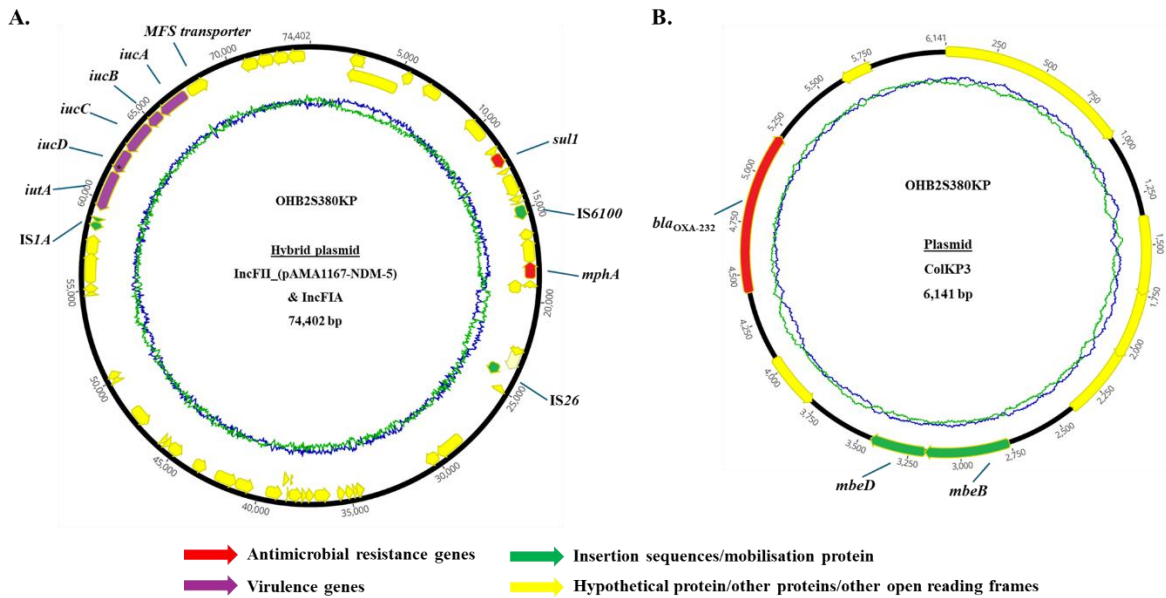 A.
MFS transporter
iucA
iucB
iucC
iucD
iutA
IS1A
74,402
5,000
10,000
15,000
20,000
25,000
30,000
35,000
40,000
45,000
50,000
55,000
60,000
65,000
70,000
sul1
IS6100
mphA
IS26
OHB2S380KP
Hybrid plasmid
IncFII_(pAMA1167-NDM-5)
& IncFIA
74,402 bp
B.
6,141
250
500
750
1,000
1,250
1,500
1,750
2,000
2,250
2,500
2,750
3,000
3,250
3,500
3,750
4,000
4,250
4,500
4,750
5,000
5,250
5,500
5,750
blaOXA-232
mbeD
mbeB
OHB2S380KP
Plasmid
ColKP3
6,141 bp
Antimicrobial resistance genes
Insertion sequences/mobilisation protein
Virulence genes
Hypothetical protein/other proteins/other open reading frames